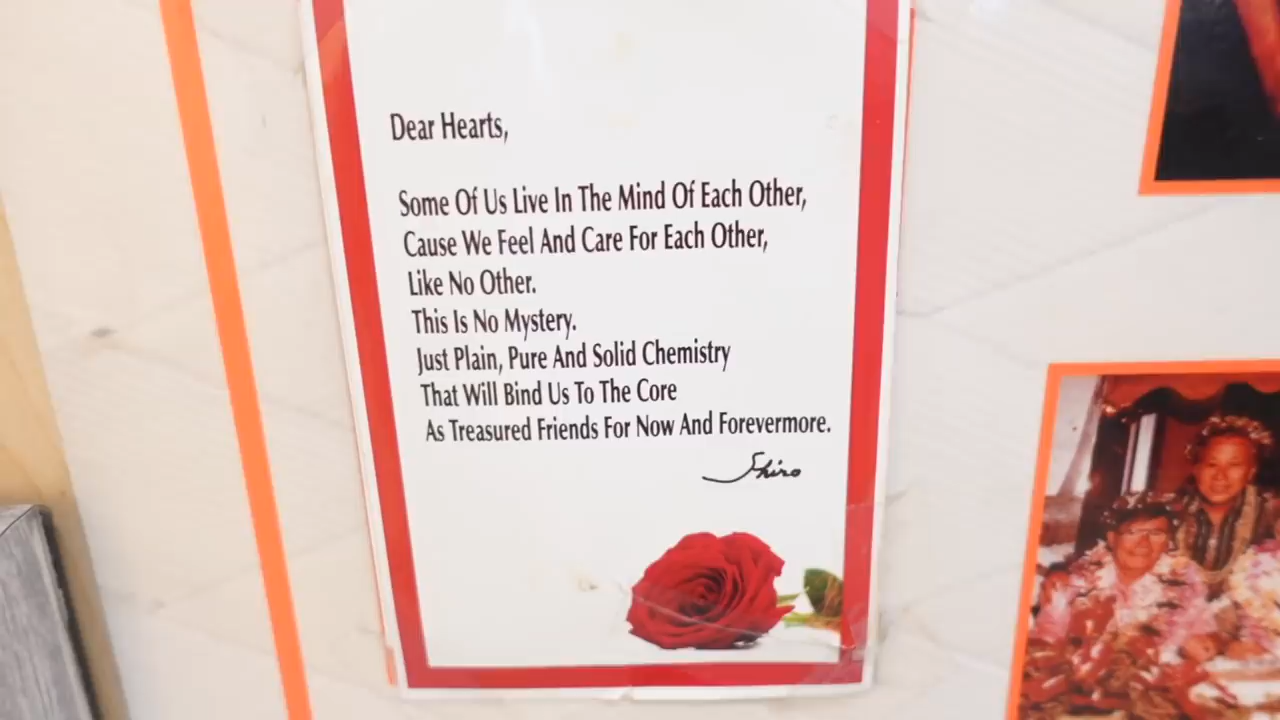 Dear Hearts,
Some Of Us Live In The Mind Of Each Other,
Cause We Feel And Care For Each Other,
Like No Other.
This Is No Mystery.
Just Plain, Pure And Solid Chemistry
That Will Bind Us To The Core
As Treasured Friends For Now And Forevermore.
Shiro